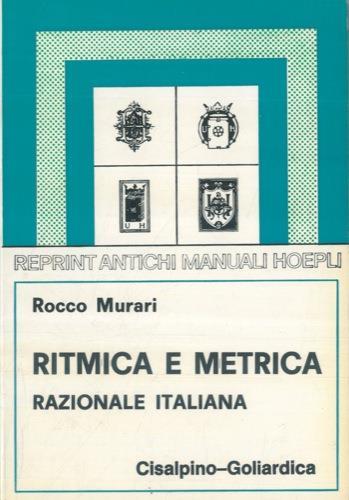 U H
U H
REPRINT ANTICHI MANUALI HOEPLI
Rocco Murari
RITMICA E METRICA
RAZIONALE ITALIANA
Cisalpino–Goliardica